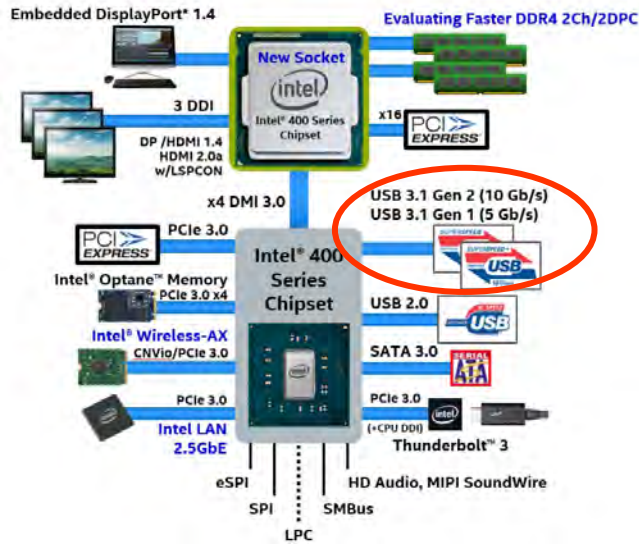 Embedded DisplayPort* 1.4
Evaluating Faster DDR4 2Ch/2DPC
New Socket
intel
Intel® 400 Series
Chipset
3 DDI
DP /HDMI 1.4
HDMI 2.0a
w/LSPCON
x16
PCI
EXPRESS
x4 DMI 3.0
USB 3.1 Gen 2 (10 Gb/s)
USB 3.1 Gen 1 (5 Gb/s)
PCIe 3.0
PCI
EXPRESS
Intel® 400
Series
Chipset
USB
Intel® Optane™ Memory
PCIe 3.0 x4
USB 2.0
USB
Intel® Wireless-AX
CNVio/PCIe 3.0
SATA 3.0
SERIAL
ATA
PCIe 3.0
Intel LAN
2.5GbE
PCIe 3.0
(+CPU DDI)
intel
Thunderbolt™ 3
eSPI
SPI
LPC
SMBus
HD Audio, MIPI SoundWire